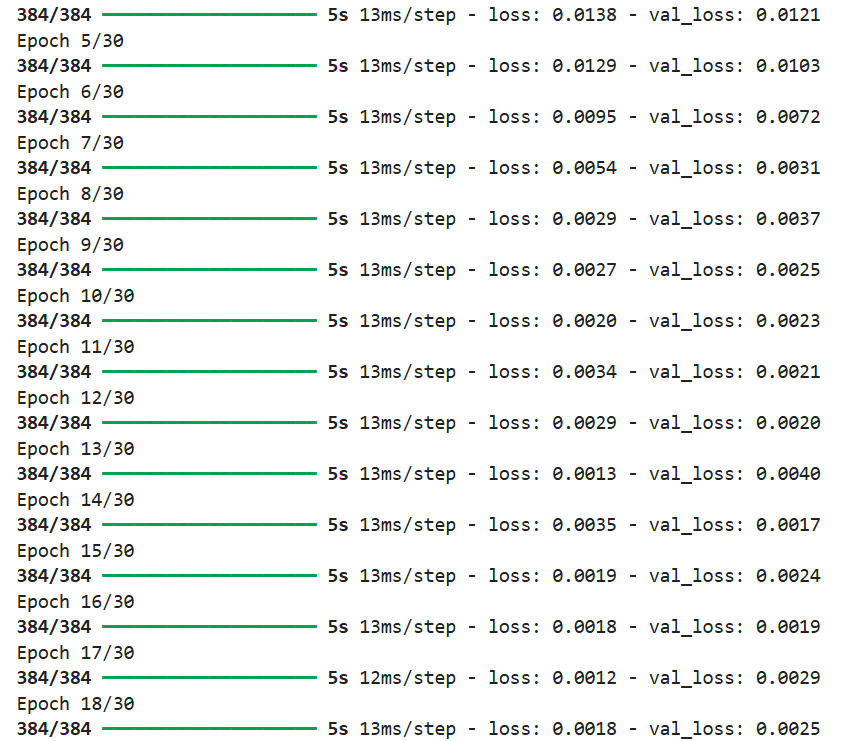 384/384 ━━━━━━━━━━━━━━━━━━━━ 5s 13ms/step - loss: 0.0138 - val_loss: 0.0121
Epoch 5/30
384/384 ━━━━━━━━━━━━━━━━━━━━ 5s 13ms/step - loss: 0.0129 - val_loss: 0.0103
Epoch 6/30
384/384 ━━━━━━━━━━━━━━━━━━━━ 5s 13ms/step - loss: 0.0095 - val_loss: 0.0072
Epoch 7/30
384/384 ━━━━━━━━━━━━━━━━━━━━ 5s 13ms/step - loss: 0.0054 - val_loss: 0.0031
Epoch 8/30
384/384 ━━━━━━━━━━━━━━━━━━━━ 5s 13ms/step - loss: 0.0029 - val_loss: 0.0037
Epoch 9/30
384/384 ━━━━━━━━━━━━━━━━━━━━ 5s 13ms/step - loss: 0.0027 - val_loss: 0.0025
Epoch 10/30
384/384 ━━━━━━━━━━━━━━━━━━━━ 5s 13ms/step - loss: 0.0020 - val_loss: 0.0023
Epoch 11/30
384/384 ━━━━━━━━━━━━━━━━━━━━ 5s 13ms/step - loss: 0.0034 - val_loss: 0.0021
Epoch 12/30
384/384 ━━━━━━━━━━━━━━━━━━━━ 5s 13ms/step - loss: 0.0029 - val_loss: 0.0020
Epoch 13/30
384/384 ━━━━━━━━━━━━━━━━━━━━ 5s 13ms/step - loss: 0.0013 - val_loss: 0.0040
Epoch 14/30
384/384 ━━━━━━━━━━━━━━━━━━━━ 5s 13ms/step - loss: 0.0035 - val_loss: 0.0017
Epoch 15/30
384/384 ━━━━━━━━━━━━━━━━━━━━ 5s 13ms/step - loss: 0.0019 - val_loss: 0.0024
Epoch 16/30
384/384 ━━━━━━━━━━━━━━━━━━━━ 5s 13ms/step - loss: 0.0018 - val_loss: 0.0019
Epoch 17/30
384/384 ━━━━━━━━━━━━━━━━━━━━ 5s 12ms/step - loss: 0.0012 - val_loss: 0.0029
Epoch 18/30
384/384 ━━━━━━━━━━━━━━━━━━━━ 5s 13ms/step - loss: 0.0018 - val_loss: 0.0025